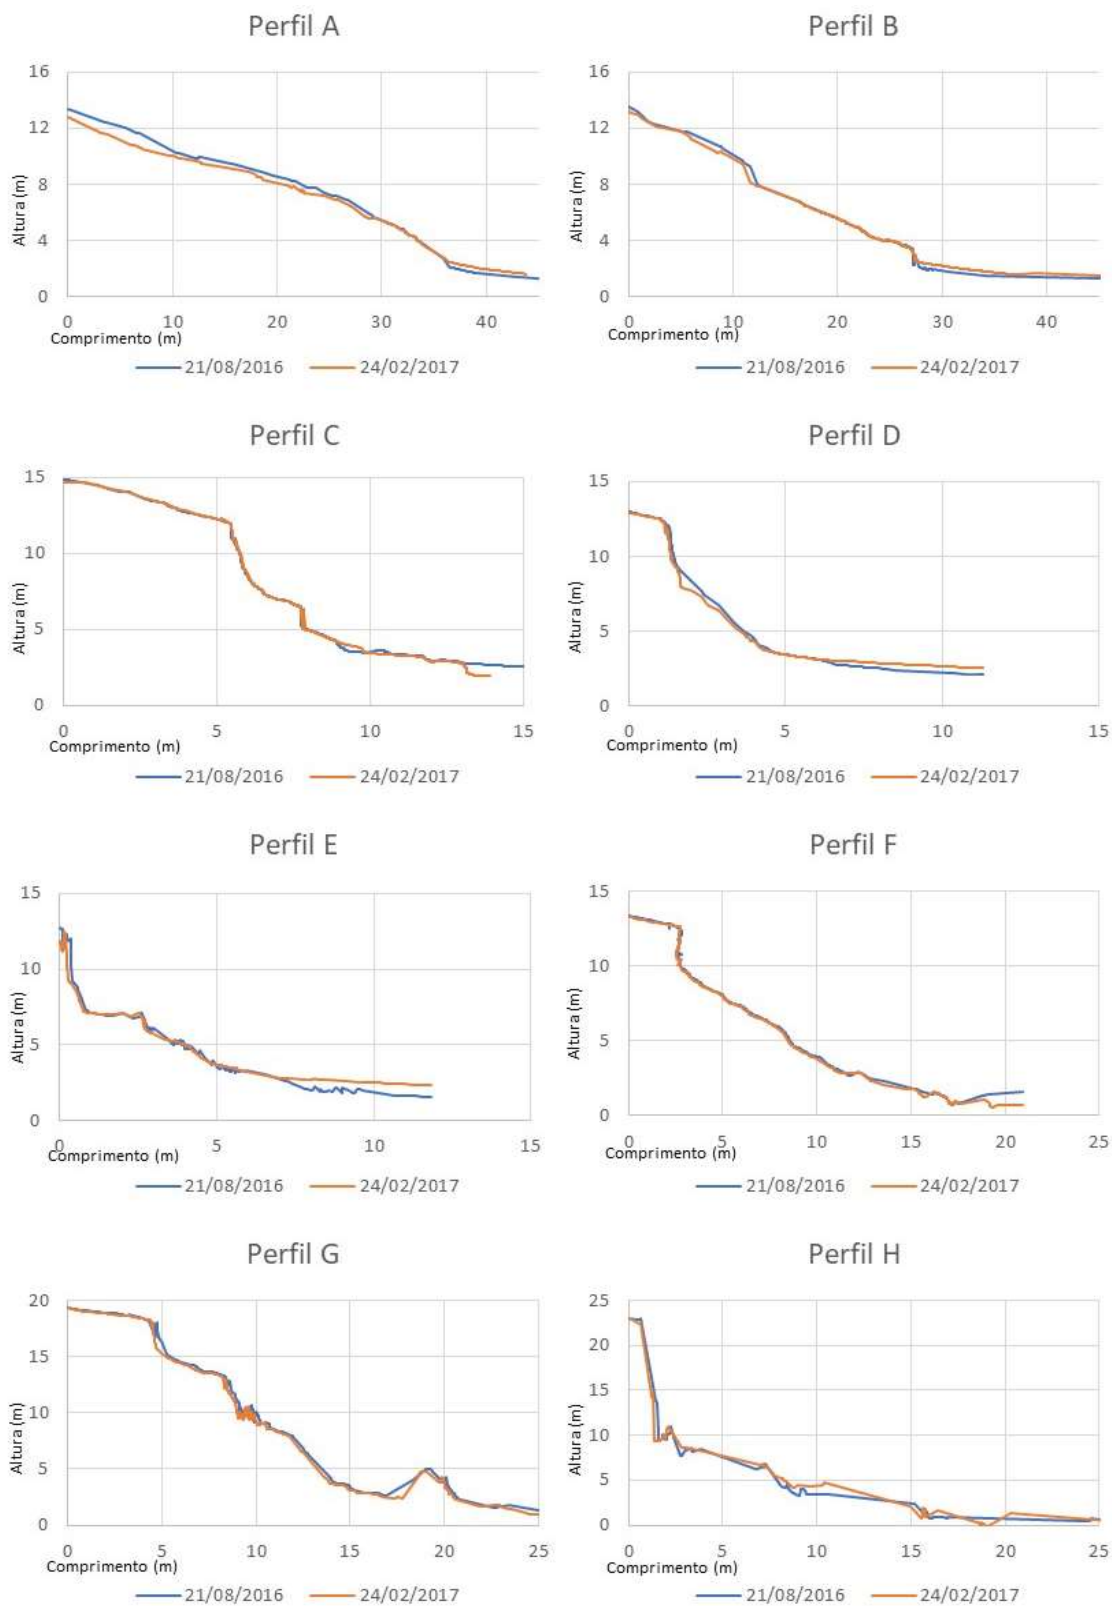 Perfil A
16
12
8
4
0
Altura (m)
0 10 20 30 40
Comprimento (m)
21/08/2016 24/02/2017
Perfil B
16
12
8
4
0
Altura (m)
0 10 20 30 40
Comprimento (m)
21/08/2016 24/02/2017
Perfil C
15
10
5
0
Altura (m)
0 5 10 15
Comprimento (m)
21/08/2016 24/02/2017
Perfil D
15
10
5
0
Altura (m)
0 5 10 15
Comprimento (m)
21/08/2016 24/02/2017
Perfil E
15
10
5
0
Altura (m)
0 5 10 15
Comprimento (m)
21/08/2016 24/02/2017
Perfil F
15
10
5
0
Altura (m)
0 5 10 15 20 25
Comprimento (m)
21/08/2016 24/02/2017
Perfil G
20
15
10
5
0
Altura (m)
0 5 10 15 20 25
Comprimento (m)
21/08/2016 24/02/2017
Perfil H
25
20
15
10
5
0
Altura (m)
0 5 10 15 20 25
Comprimento (m)
21/08/2016 24/02/2017